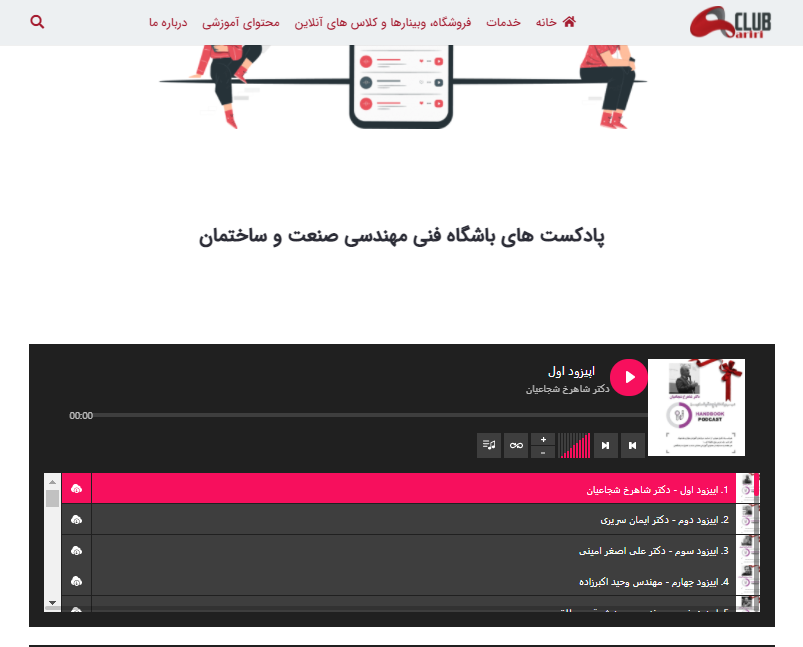 CLUB
ariri
خانه
خدمات
فروشگاه، وبینارها و کلاس های آنلاین
محتوای آموزشی
درباره ما
پادکست های باشگاه فنی مهندسی صنعت و ساختمان
اپیزود اول
دکتر شاهرخ شجاعیان
HANDBOOK
PODCAST
00:00
1. اپیزود اول - دکتر شاهرخ شجاعیان
2. اپیزود دوم - دکتر ایمان سریری
3. اپیزود سوم - دکتر علی اصغر امینی
4. اپیزود چهارم - مهندس وحید اکبرزاده